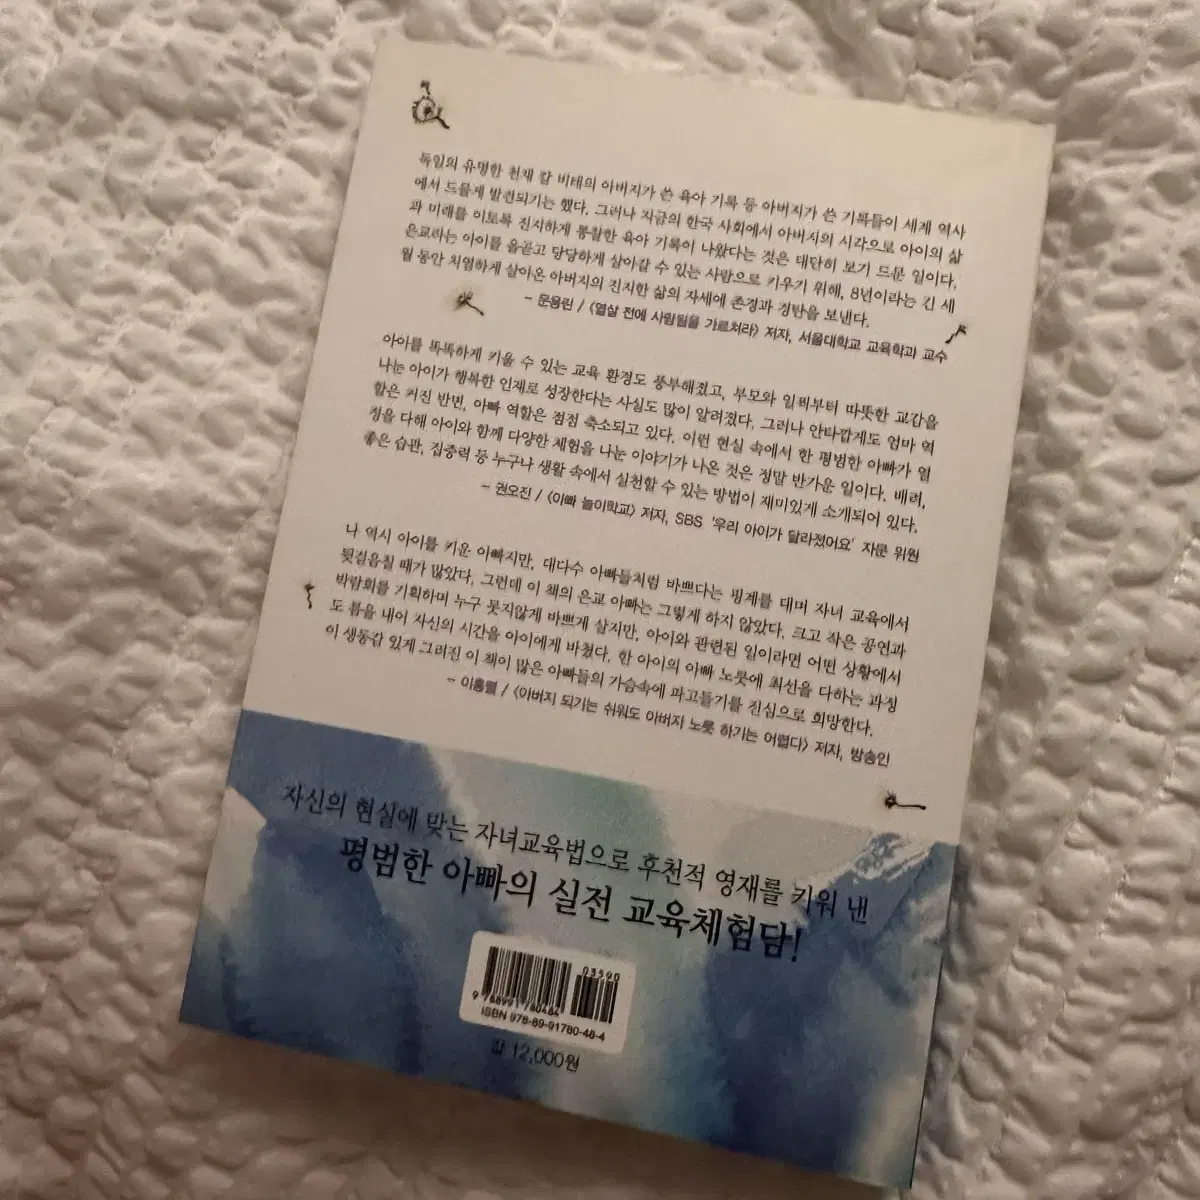 독일의 유명한 천재 칼 비테의 아버지가 쓴 육아 기록 등 아버지가 쓴 기록들이 세계 역사
에서 드물게 발견되기는 했다. 그러나 지금의 한국 사회에서 아버지의 시각으로 아이의 삶
과 미래를 이토록 진지하게 통찰한 육아 기록이 나왔다는 것은 대단히 보기 드문 일이다.
은교라는 아이를 올곧고 당당하게 살아갈 수 있는 사람으로 키우기 위해, 8년이라는 긴 세
월 동안 치열하게 살아온 아버지의 진지한 삶의 자세에 존경과 경탄을 보낸다.
- 문용린 / 〈열살 전에 사람됨을 가르쳐라〉 저자, 서울대학교 교육학과 교수
아이를 똑똑하게 키울 수 있는 교육 환경도 풍부해졌고, 부모와 일찍부터 따뜻한 교감을
나눈 아이가 행복한 인재로 성장한다는 사실도 많이 알려졌다. 그러나 안타깝게도 엄마 역
할은 커진 반면, 아빠 역할은 점점 축소되고 있다. 이런 현실 속에서 한 평범한 아빠가 열
정을 다해 아이와 함께 다양한 체험을 나눈 이야기가 나온 것은 정말 반가운 일이다. 배려,
좋은 습관, 집중력 등 누구나 생활 속에서 실천할 수 있는 방법이 재미있게 소개되어 있다.
- 권오진 / 〈아빠 놀이학교〉 저자, SBS '우리 아이가 달라졌어요' 자문 위원
나 역시 아이를 키운 아빠지만, 대다수 아빠들처럼 바쁘다는 핑계를 대며 자녀 교육에서
뒷걸음칠 때가 많았다. 그런데 이 책의 은교 아빠는 그렇게 하지 않았다. 크고 작은 공연과
박람회를 기획하며 누구 못지않게 바쁘게 살지만, 아이와 관련된 일이라면 어떤 상황에서
도 틈을 내어 자신의 시간을 아이에게 바쳤다. 한 아이의 아빠 노릇에 최선을 다하는 과정
이 생동감 있게 그려진 이 책이 많은 아빠들의 가슴속에 파고들기를 진심으로 희망한다.
- 이홍렬 / 〈아버지 되기는 쉬워도 아버지 노릇 하기는 어렵다〉 저자, 방송인
자신의 현실에 맞는 자녀교육법으로 후천적 영재를 키워 낸
평범한 아빠의 실전 교육체험담!
03590
9 788991 780484
ISBN 978-89-91780-48-4
값 12,000원